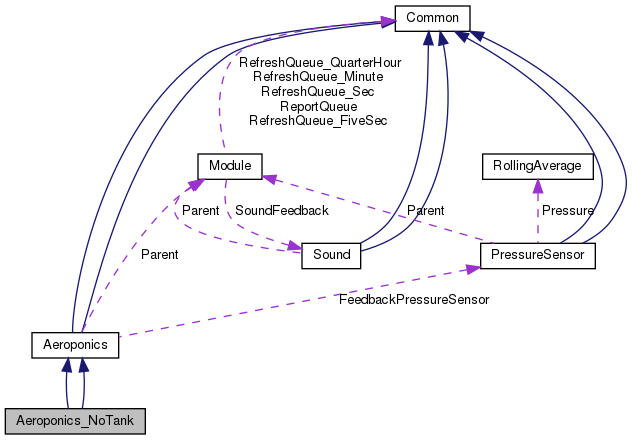 Common
RefreshQueue_QuarterHour
RefreshQueue_Minute
RefreshQueue_Sec
ReportQueue
RefreshQueue_FiveSec
Module
RollingAverage
Parent
SoundFeedback
Parent
Pressure
Parent
Sound
PressureSensor
FeedbackPressureSensor
Aeroponics
Aeroponics_NoTank